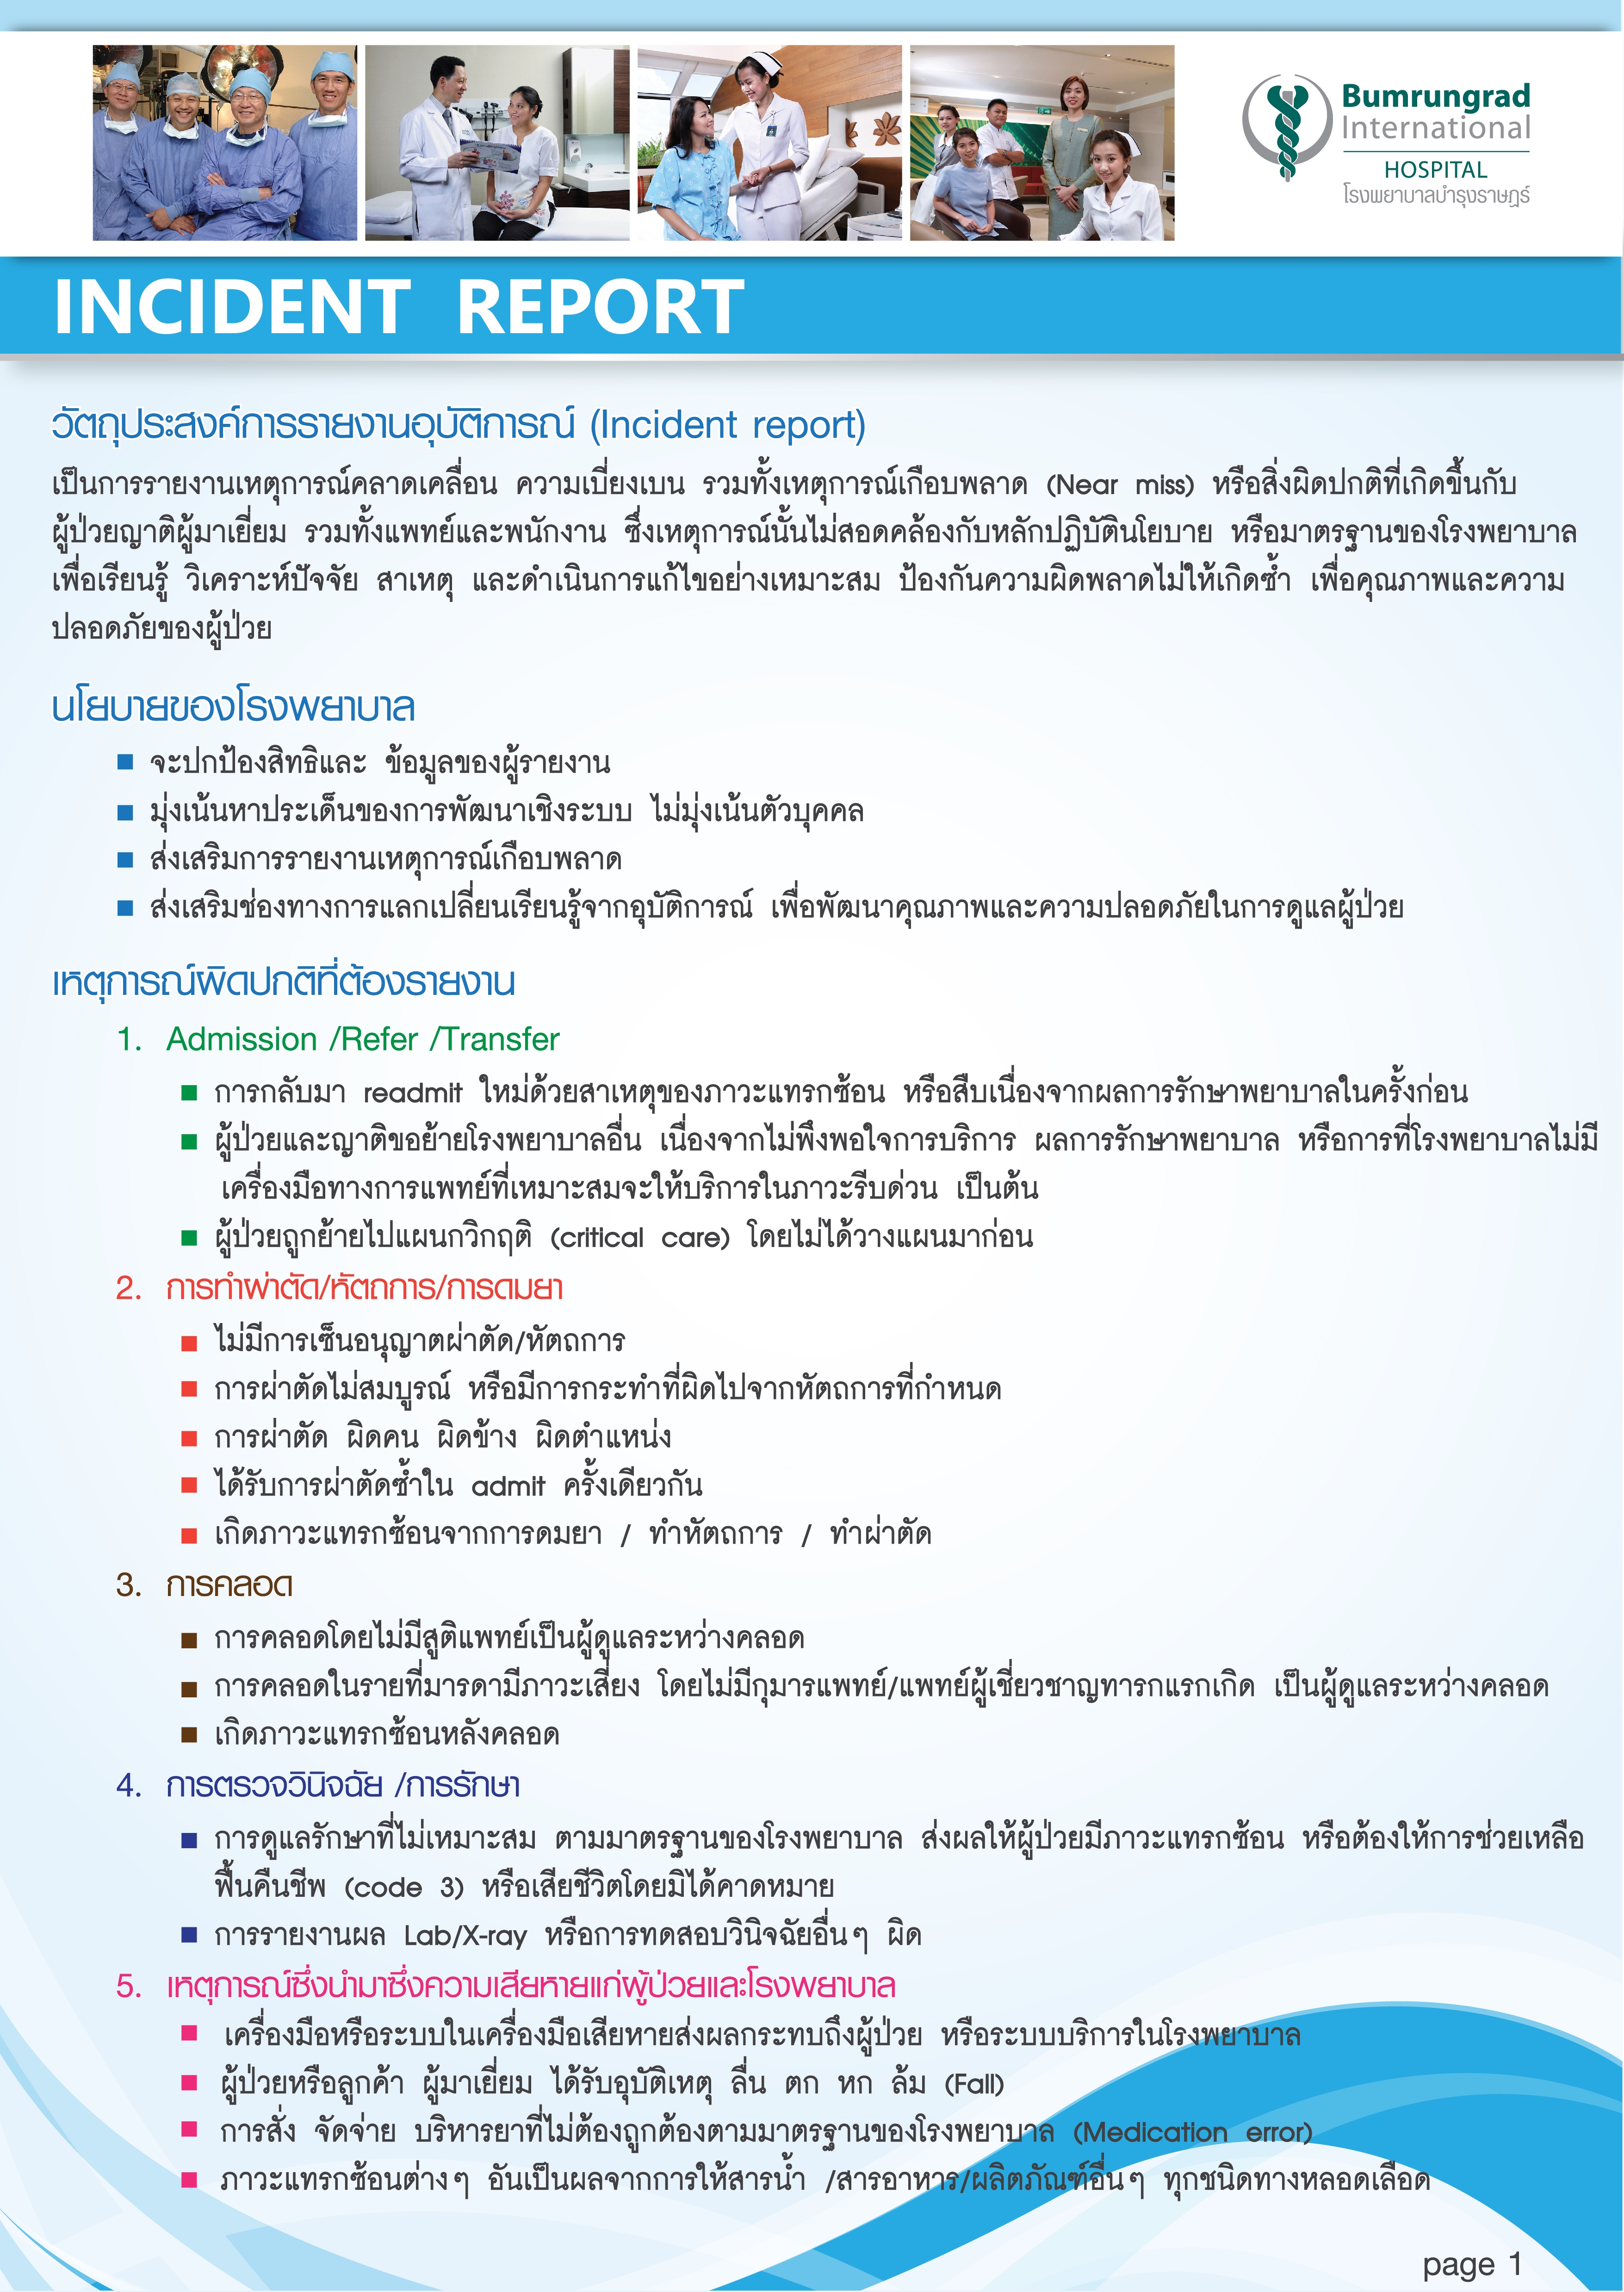 Bumrungrad
International
HOSPITAL
โรงพยาบาลบำรุงราษฎร์
INCIDENT REPORT
วัตถุประสงค์การรายงานอุบัติการณ์ (Incident report)
เป็นการรายงานเหตุการณ์คลาดเคลื่อน ความเบี่ยงเบน รวมทั้งเหตุการณ์เกือบพลาด (Near miss) หรือสิ่งผิดปกติที่เกิดขึ้นกับ
ผู้ป่วยญาติผู้มาเยี่ยม รวมทั้งแพทย์และพนักงาน ซึ่งเหตุการณ์นั้นไม่สอดคล้องกับหลักปฏิบัตินโยบาย หรือมาตรฐานของโรงพยาบาล
เพื่อเรียนรู้ วิเคราะห์ปัจจัย สาเหตุ และดำเนินการแก้ไขอย่างเหมาะสม ป้องกันความผิดพลาดไม่ให้เกิดซ้ำ เพื่อคุณภาพและความ
ปลอดภัยของผู้ป่วย
นโยบายของโรงพยาบาล
■ จะปกป้องสิทธิและ ข้อมูลของผู้รายงาน
■ มุ่งเน้นหาประเด็นของการพัฒนาเชิงระบบ ไม่มุ่งเน้นตัวบุคคล
■ ส่งเสริมการรายงานเหตุการณ์เกือบพลาด
■ ส่งเสริมช่องทางการแลกเปลี่ยนเรียนรู้จากอุบัติการณ์ เพื่อพัฒนาคุณภาพและความปลอดภัยในการดูแลผู้ป่วย
เหตุการณ์ผิดปกติที่ต้องรายงาน
1. Admission /Refer /Transfer
■ การกลับมา readmit ใหม่ด้วยสาเหตุของภาวะแทรกซ้อน หรือสืบเนื่องจากผลการรักษาพยาบาลในครั้งก่อน
■ ผู้ป่วยและญาติขอย้ายโรงพยาบาลอื่น เนื่องจากไม่พึงพอใจการบริการ ผลการรักษาพยาบาล หรือการที่โรงพยาบาลไม่มี
เครื่องมือทางการแพทย์ที่เหมาะสมจะให้บริการในภาวะรีบด่วน เป็นต้น
■ ผู้ป่วยถูกย้ายไปแผนกวิกฤติ (critical care) โดยไม่ได้วางแผนมาก่อน
2. การทำผ่าตัด/หัตถการ/การดมยา
■ ไม่มีการเซ็นอนุญาตผ่าตัด/หัตถการ
■ การผ่าตัดไม่สมบูรณ์ หรือมีการกระทำที่ผิดไปจากหัตถการที่กำหนด
■ การผ่าตัด ผิดคน ผิดข้าง ผิดตำแหน่ง
■ ได้รับการผ่าตัดซ้ำใน admit ครั้งเดียวกัน
■ เกิดภาวะแทรกซ้อนจากการดมยา / ทำหัตถการ / ทำผ่าตัด
3. การคลอด
■ การคลอดโดยไม่มีสูติแพทย์เป็นผู้ดูแลระหว่างคลอด
■ การคลอดในรายที่มารดามีภาวะเสี่ยง โดยไม่มีกุมารแพทย์/แพทย์ผู้เชี่ยวชาญทารกแรกเกิด เป็นผู้ดูแลระหว่างคลอด
■ เกิดภาวะแทรกซ้อนหลังคลอด
4. การตรวจวินิจฉัย /การรักษา
■ การดูแลรักษาที่ไม่เหมาะสม ตามมาตรฐานของโรงพยาบาล ส่งผลให้ผู้ป่วยมีภาวะแทรกซ้อน หรือต้องให้การช่วยเหลือ
ฟื้นคืนชีพ (code 3) หรือเสียชีวิตโดยมิได้คาดหมาย
■ การรายงานผล Lab/X-ray หรือการทดสอบวินิจฉัยอื่นๆ ผิด
5. เหตุการณ์ซึ่งนำมาซึ่งความเสียหายแก่ผู้ป่วยและโรงพยาบาล
■ เครื่องมือหรือระบบในเครื่องมือเสียหายส่งผลกระทบถึงผู้ป่วย หรือระบบบริการในโรงพยาบาล
■ ผู้ป่วยหรือลูกค้า ผู้มาเยี่ยม ได้รับอุบัติเหตุ ลื่น ตก หก ล้ม (Fall)
■ การสั่ง จัดจ่าย บริหารยาที่ไม่ต้องถูกต้องตามมาตรฐานของโรงพยาบาล (Medication error)
■ ภาวะแทรกซ้อนต่างๆ อันเป็นผลจากการให้สารน้ำ /สารอาหาร/ผลิตภัณฑ์อื่นๆ ทุกชนิดทางหลอดเลือด
page 1